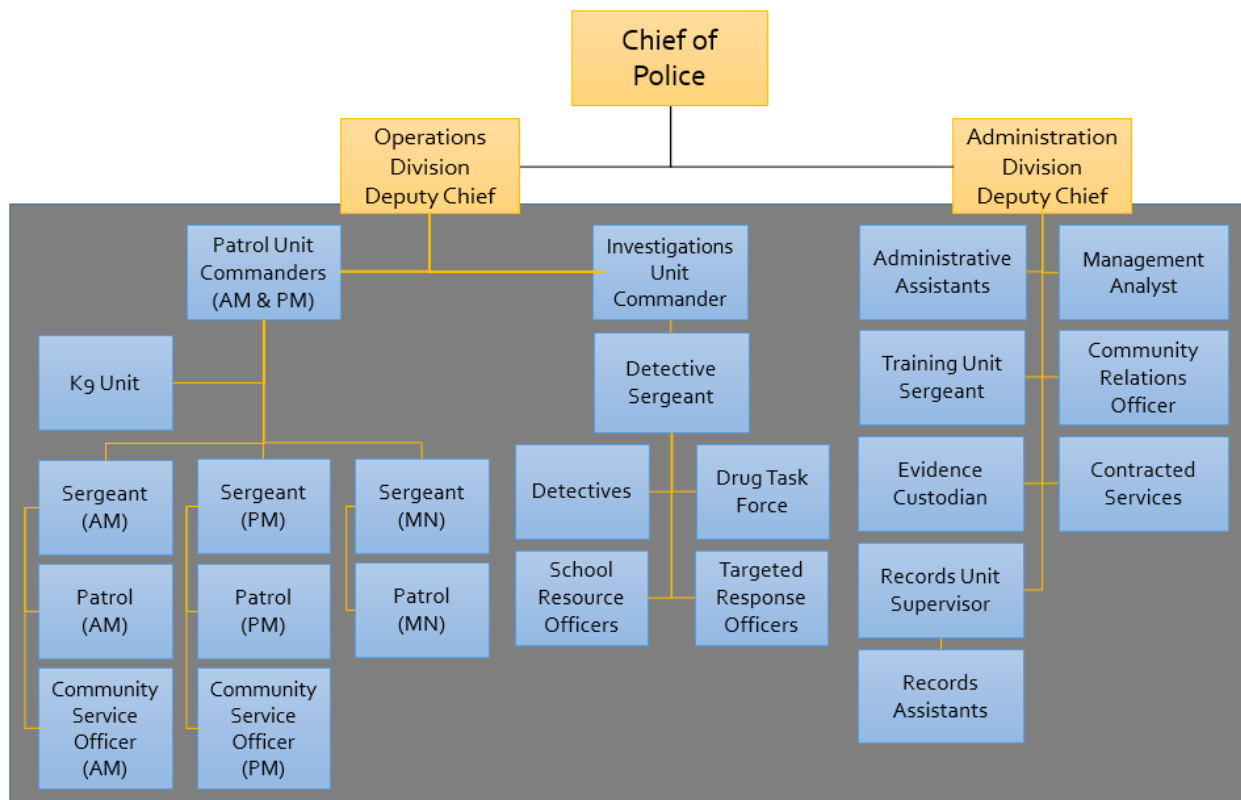 Chief of
Police
Operations
Division
Deputy Chief
Administration
Division
Deputy Chief
Patrol Unit
Commanders
(AM & PM)
Investigations
Unit
Commander
Administrative
Assistants
Management
Analyst
K9 Unit
Detective
Sergeant
Training Unit
Sergeant
Community
Relations
Officer
Sergeant
(AM)
Sergeant
(PM)
Sergeant
(MN)
Detectives
Drug Task
Force
Evidence
Custodian
Contracted
Services
Patrol
(AM)
Patrol
(PM)
Patrol
(MN)
School
Resource
Officers
Targeted
Response
Officers
Records Unit
Supervisor
Community
Service
Officer
(AM)
Community
Service
Officer
(PM)
Records
Assistants